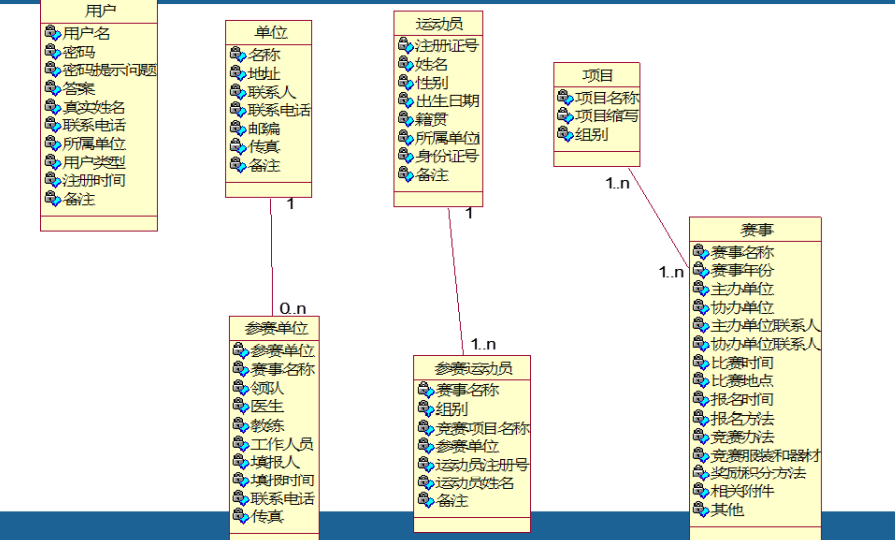 用户
用户名
密码
密码提示问题
答案
真实姓名
联系电话
所属单位
用户类型
注册时间
备注
单位
名称
地址
联系人
联系电话
邮编
传真
备注
1
0..n
参赛单位
参赛单位
赛事名称
领队
医生
教练
工作人员
填报人
填报时间
联系电话
传真
运动员
注册证号
姓名
性别
出生日期
籍贯
所属单位
身份证号
备注
1
1..n
参赛运动员
赛事名称
组别
竞赛项目名称
参赛单位
运动员注册号
运动员姓名
备注
项目
项目名称
项目缩写
组别
1..n
1..n
赛事
赛事名称
赛事年份
主办单位
协办单位
主办单位联系人
协办单位联系人
比赛时间
比赛地点
报名时间
报名方法
竞赛办法
竞赛服装和器材
奖励积分方法
相关附件
其他